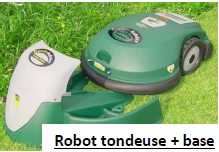 Robot tondeuse + base